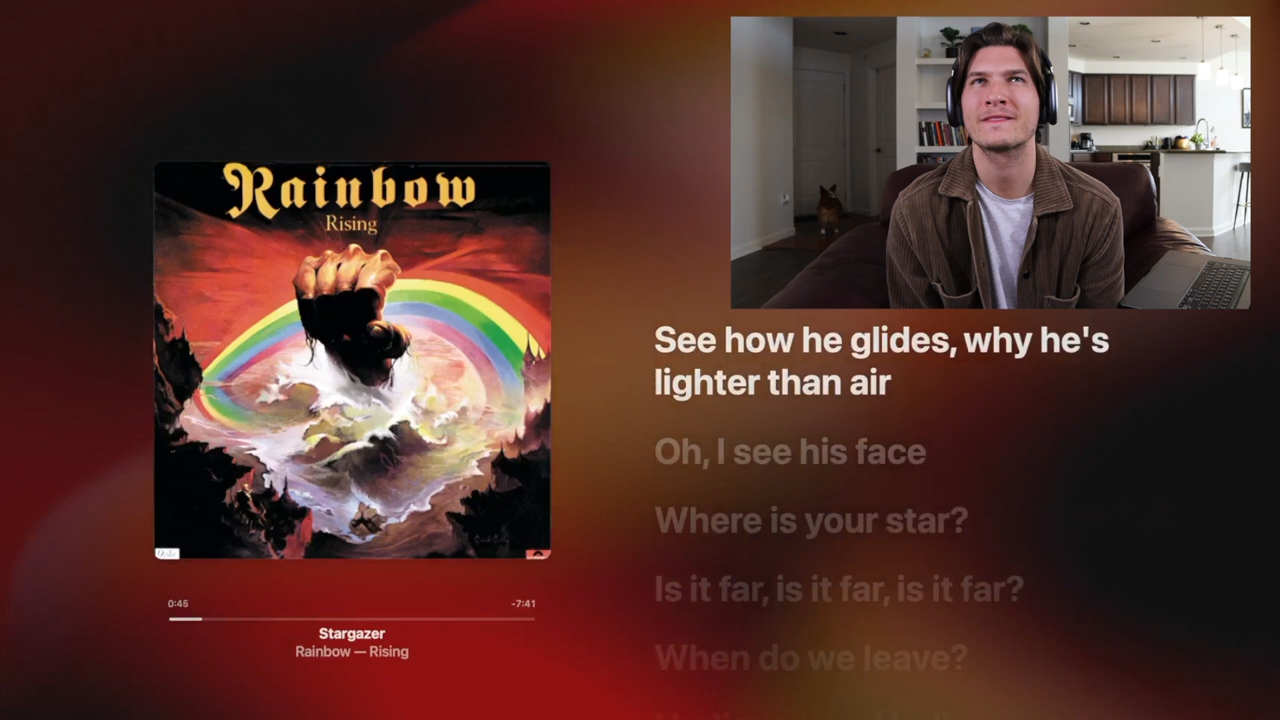 Rainbow
Rising
0:45
-7:41
Stargazer
Rainbow — Rising
See how he glides, why he's
lighter than air
Oh, I see his face
Where is your star?
Is it far, is it far, is it far?
When do we leave?